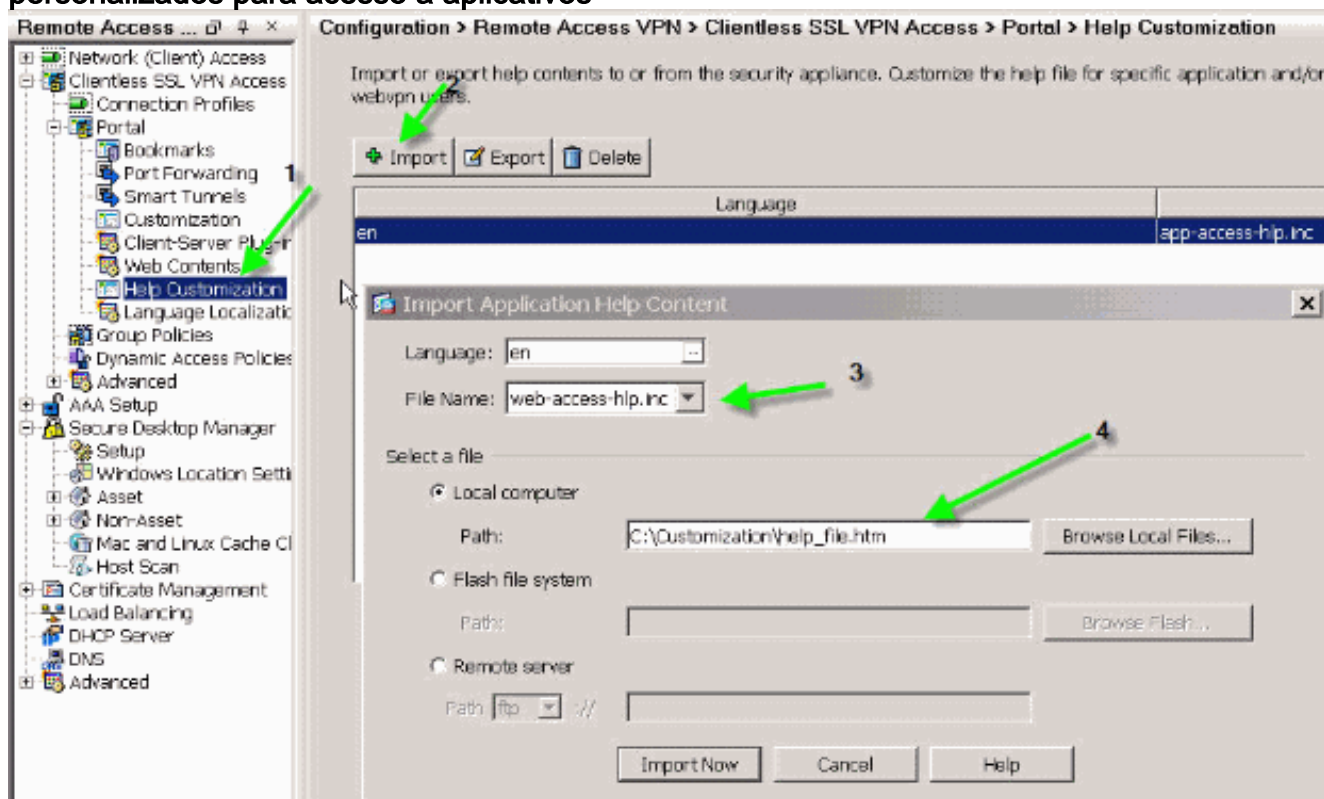 personalizados para acceso a aplicativos
Remote Access ...
Configuration > Remote Access VPN > Clientless SSL VPN Access > Portal > Help Customization
Network (Client) Access
Clientless SSL VPN Access
Connection Profiles
Portal
Bookmarks
Port Forwarding
Smart Tunnels
Customization
Client-Server Plug-ir
Web Contents
Help Customization
Language Localizatic
Group Policies
Dynamic Access Policies
Advanced
AAA Setup
Secure Desktop Manager
Setup
Windows Location Setti
Asset
Non-Asset
Mac and Linux Cache Cl
Host Scan
Certificate Management
Load Balancing
DHCP Server
DNS
Advanced
1
Import or export help contents to or from the security appliance. Customize the help file for specific application and/or
webvpn users.
2
Import Export Delete
Language
en app-access-hlp.inc
Import Application Help Content
Language: en ...
File Name: web-access-hlp.inc
3
Select a file
4
Local computer
Path: C:\Customization\help_file.htm Browse Local Files...
Flash file system
Path: Browse Flash...
Remote server
Path ftp ://
Import Now Cancel Help